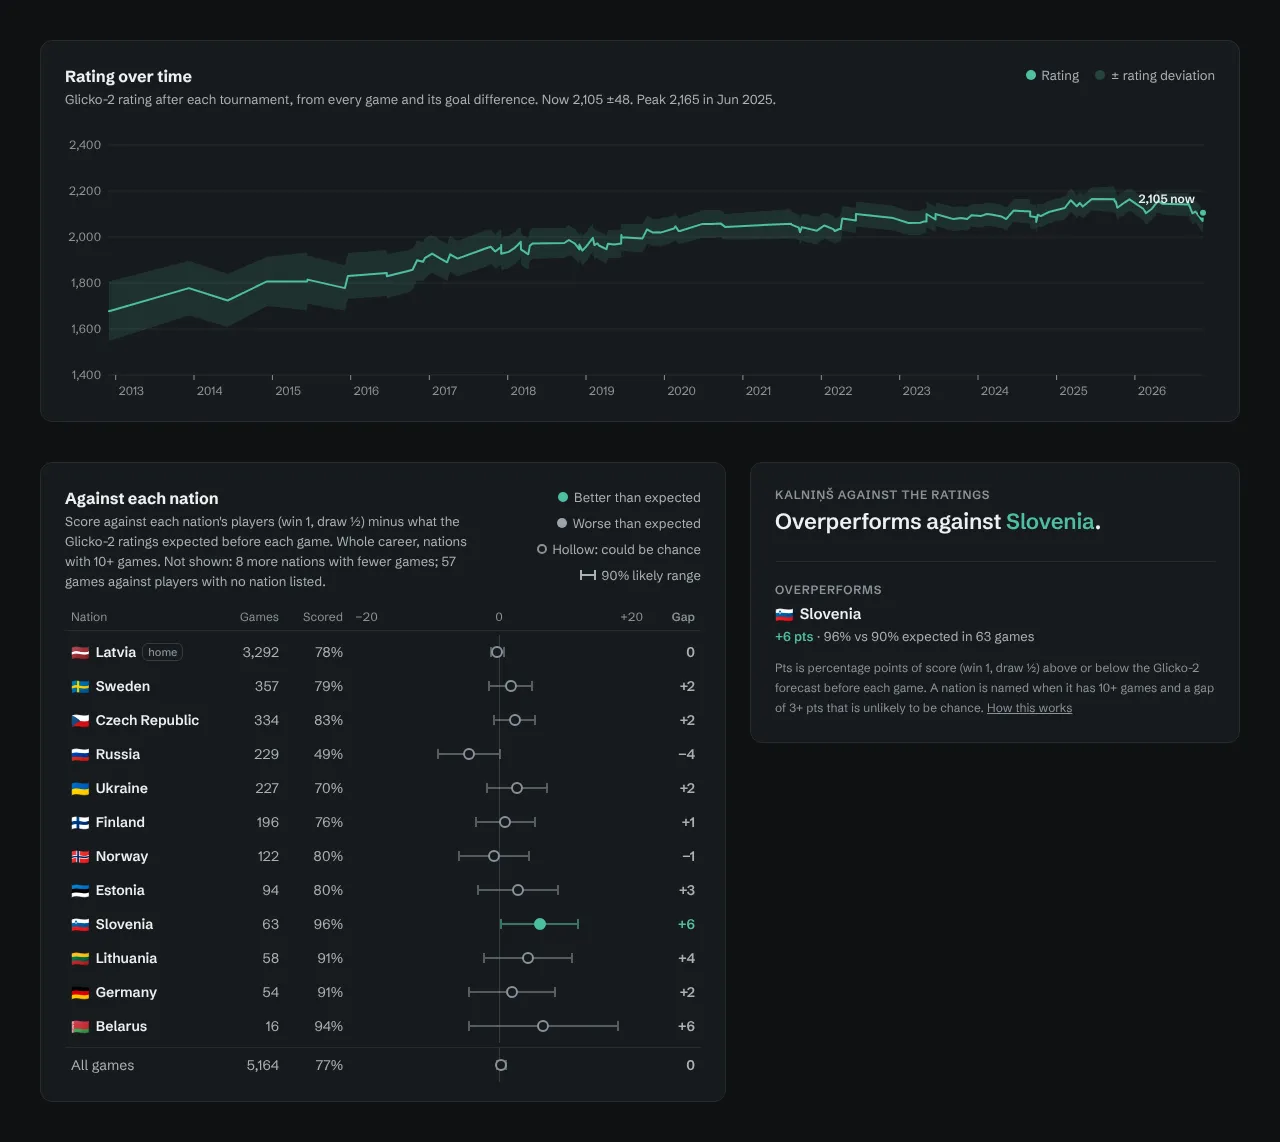 Rating over time
Rating
± rating deviation
Glicko-2 rating after each tournament, from every game and its goal difference. Now 2,105 ±48. Peak 2,165 in Jun 2025.
2,400
2,200
2,105 now
2,000
1,800
1,600
1,400
2013 2014 2015 2016 2017 2018 2019 2020 2021 2022 2023 2024 2025 2026
Against each nation
Score against each nation's players (win 1, draw ½) minus what the
Glicko-2 ratings expected before each game. Whole career, nations
with 10+ games. Not shown: 8 more nations with fewer games; 57
games against players with no nation listed.
Better than expected
Worse than expected
Hollow: could be chance
90% likely range
Nation Games Scored −20 0 +20 Gap
Latvia home 3,292 78% 0
Sweden 357 79% +2
Czech Republic 334 83% +2
Russia 229 49% −4
Ukraine 227 70% +2
Finland 196 76% +1
Norway 122 80% −1
Estonia 94 80% +3
Slovenia 63 96% +6
Lithuania 58 91% +4
Germany 54 91% +2
Belarus 16 94% +6
All games 5,164 77% 0
KALNIŅŠ AGAINST THE RATINGS
Overperforms against Slovenia.
OVERPERFORMS
Slovenia
+6 pts · 96% vs 90% expected in 63 games
Pts is percentage points of score (win 1, draw ½) above or below the Glicko-2
forecast before each game. A nation is named when it has 10+ games and a gap
of 3+ pts that is unlikely to be chance. How this works